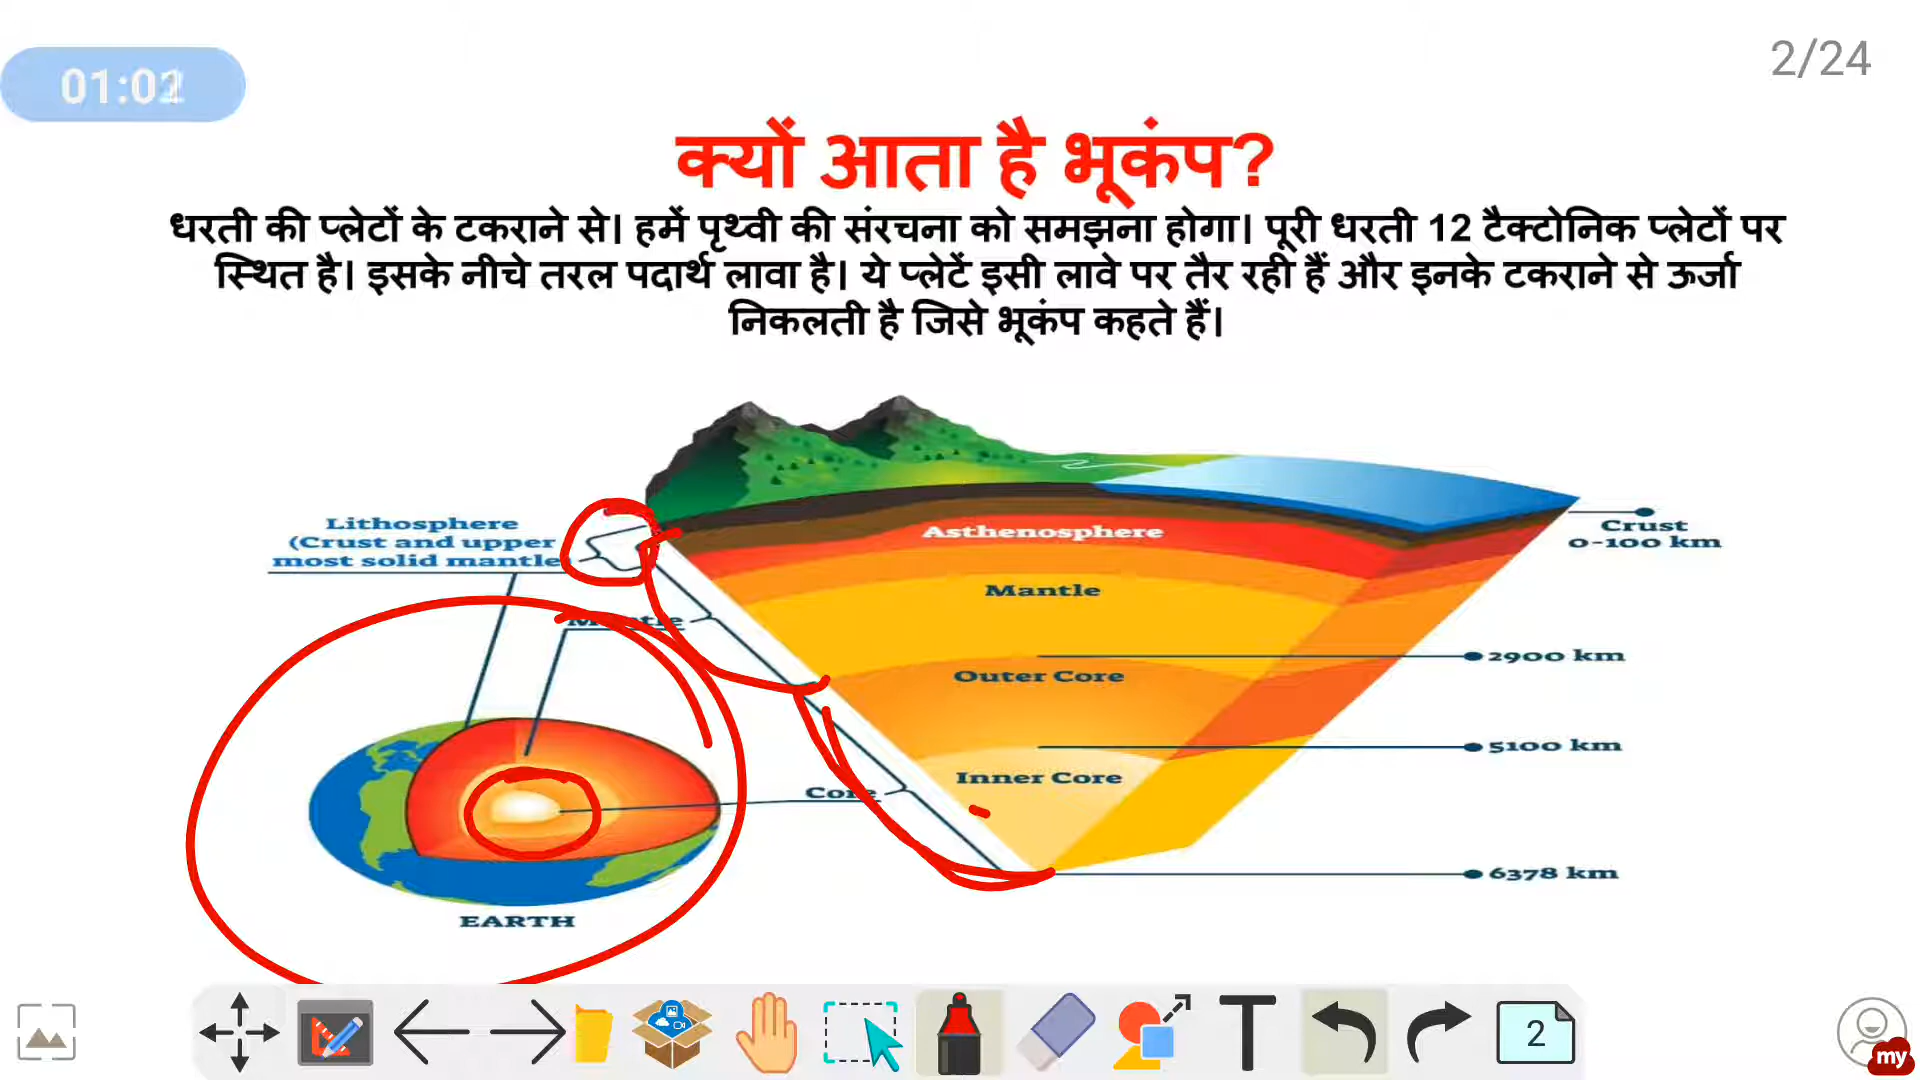 2/24
क्यों आता है भूकंप?
धरती की प्लेटों के टकराने से। हमें पृथ्वी की संरचना को समझना होगा। पूरी धरती 12 टैक्टोनिक प्लेटों पर
स्थित है। इसके नीचे तरल पदार्थ लावा है। ये प्लेटें इसी लावे पर तैर रही हैं और इनके टकराने से ऊर्जा
निकलती है जिसे भूकंप कहते हैं।
Lithosphere
(Crust and upper
most solid mantle
Asthenosphere
Crust
0-100 km
Mantle
Mantle
2900 km
Outer Core
5100 km
Inner Core
Core
6378 km
EARTH
T
2
my